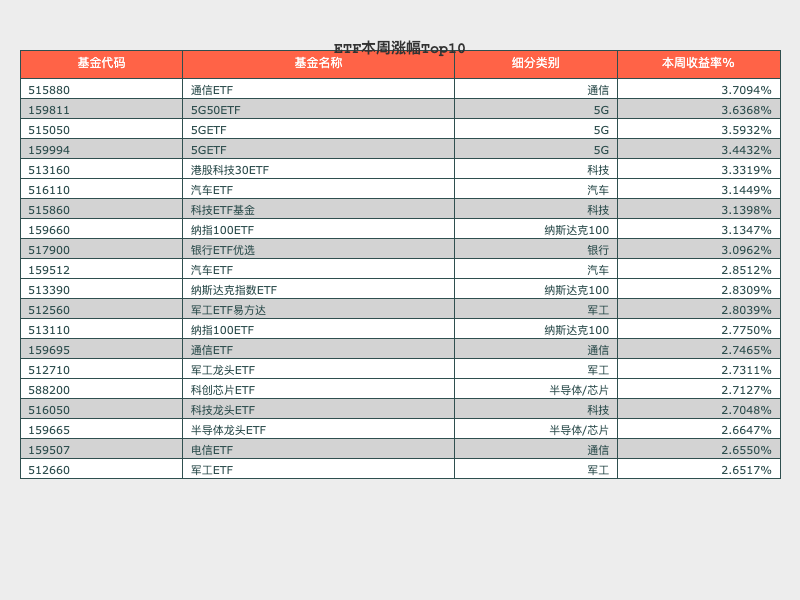 ETF本周涨幅Top10
基金代码 基金名称 细分类别 本周收益率%
515880 通信ETF 通信 3.7094%
159811 5G50ETF 5G 3.6368%
515050 5GETF 5G 3.5932%
159994 5GETF 5G 3.4432%
513160 港股科技30ETF 科技 3.3319%
516110 汽车ETF 汽车 3.1449%
515860 科技ETF基金 科技 3.1398%
159660 纳指100ETF 纳斯达克100 3.1347%
517900 银行ETF优选 银行 3.0962%
159512 汽车ETF 汽车 2.8512%
513390 纳斯达克指数ETF 纳斯达克100 2.8309%
512560 军工ETF易方达 军工 2.8039%
513110 纳指100ETF 纳斯达克100 2.7750%
159695 通信ETF 通信 2.7465%
512710 军工龙头ETF 军工 2.7311%
588200 科创芯片ETF 半导体/芯片 2.7127%
516050 科技龙头ETF 科技 2.7048%
159665 半导体龙头ETF 半导体/芯片 2.6647%
159507 电信ETF 通信 2.6550%
512660 军工ETF 军工 2.6517%